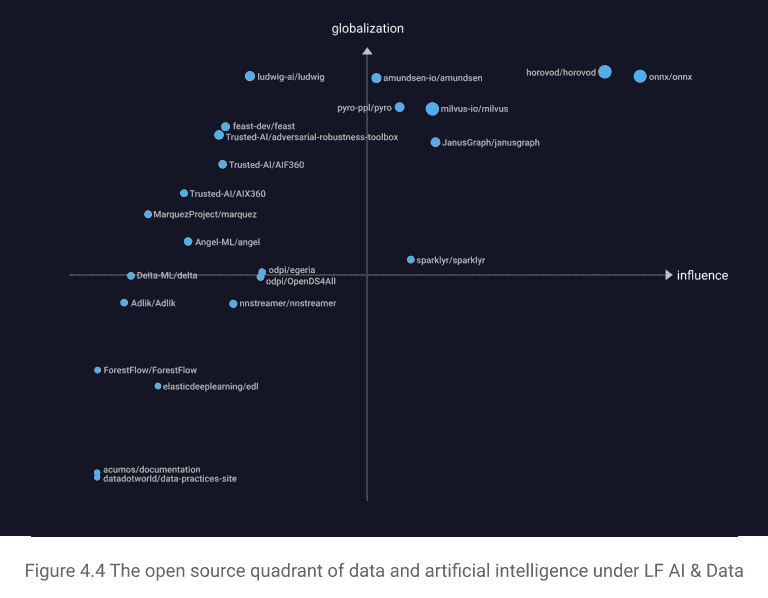 globalization
horovod/horovod
onnx/onnx
ludwig-ai/ludwig
amundsen-io/amundsen
pyro-ppl/pyro
milvus-io/milvus
feast-dev/feast
Trusted-AI/adversarial-robustness-toolbox
JanusGraph/janusgraph
Trusted-AI/AIF360
Trusted-AI/AIX360
MarquezProject/marquez
Angel-ML/angel
sparklyr/sparklyr
odpi/egeria
Delta-ML/delta
influence
odpi/OpenDS4All
Adlik/Adlik
nnstreamer/nnstreamer
ForestFlow/ForestFlow
elasticdeeplearning/edl
acumos/documentation
datadotworld/data-practices-site
Figure 4.4 The open source quadrant of data and artificial intelligence under LF AI & Data